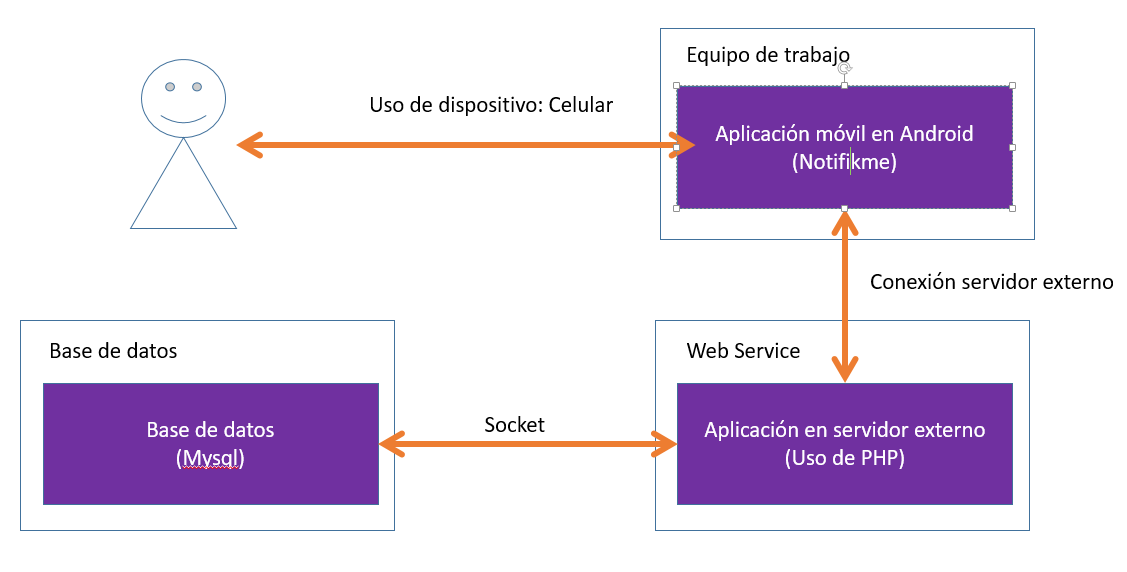 Equipo de trabajo
Uso de dispositivo: Celular
Aplicación móvil en Android
(Notifikme)
Conexión servidor externo
Base de datos
Web Service
Base de datos
(Mysql)
Socket
Aplicación en servidor externo
(Uso de PHP)